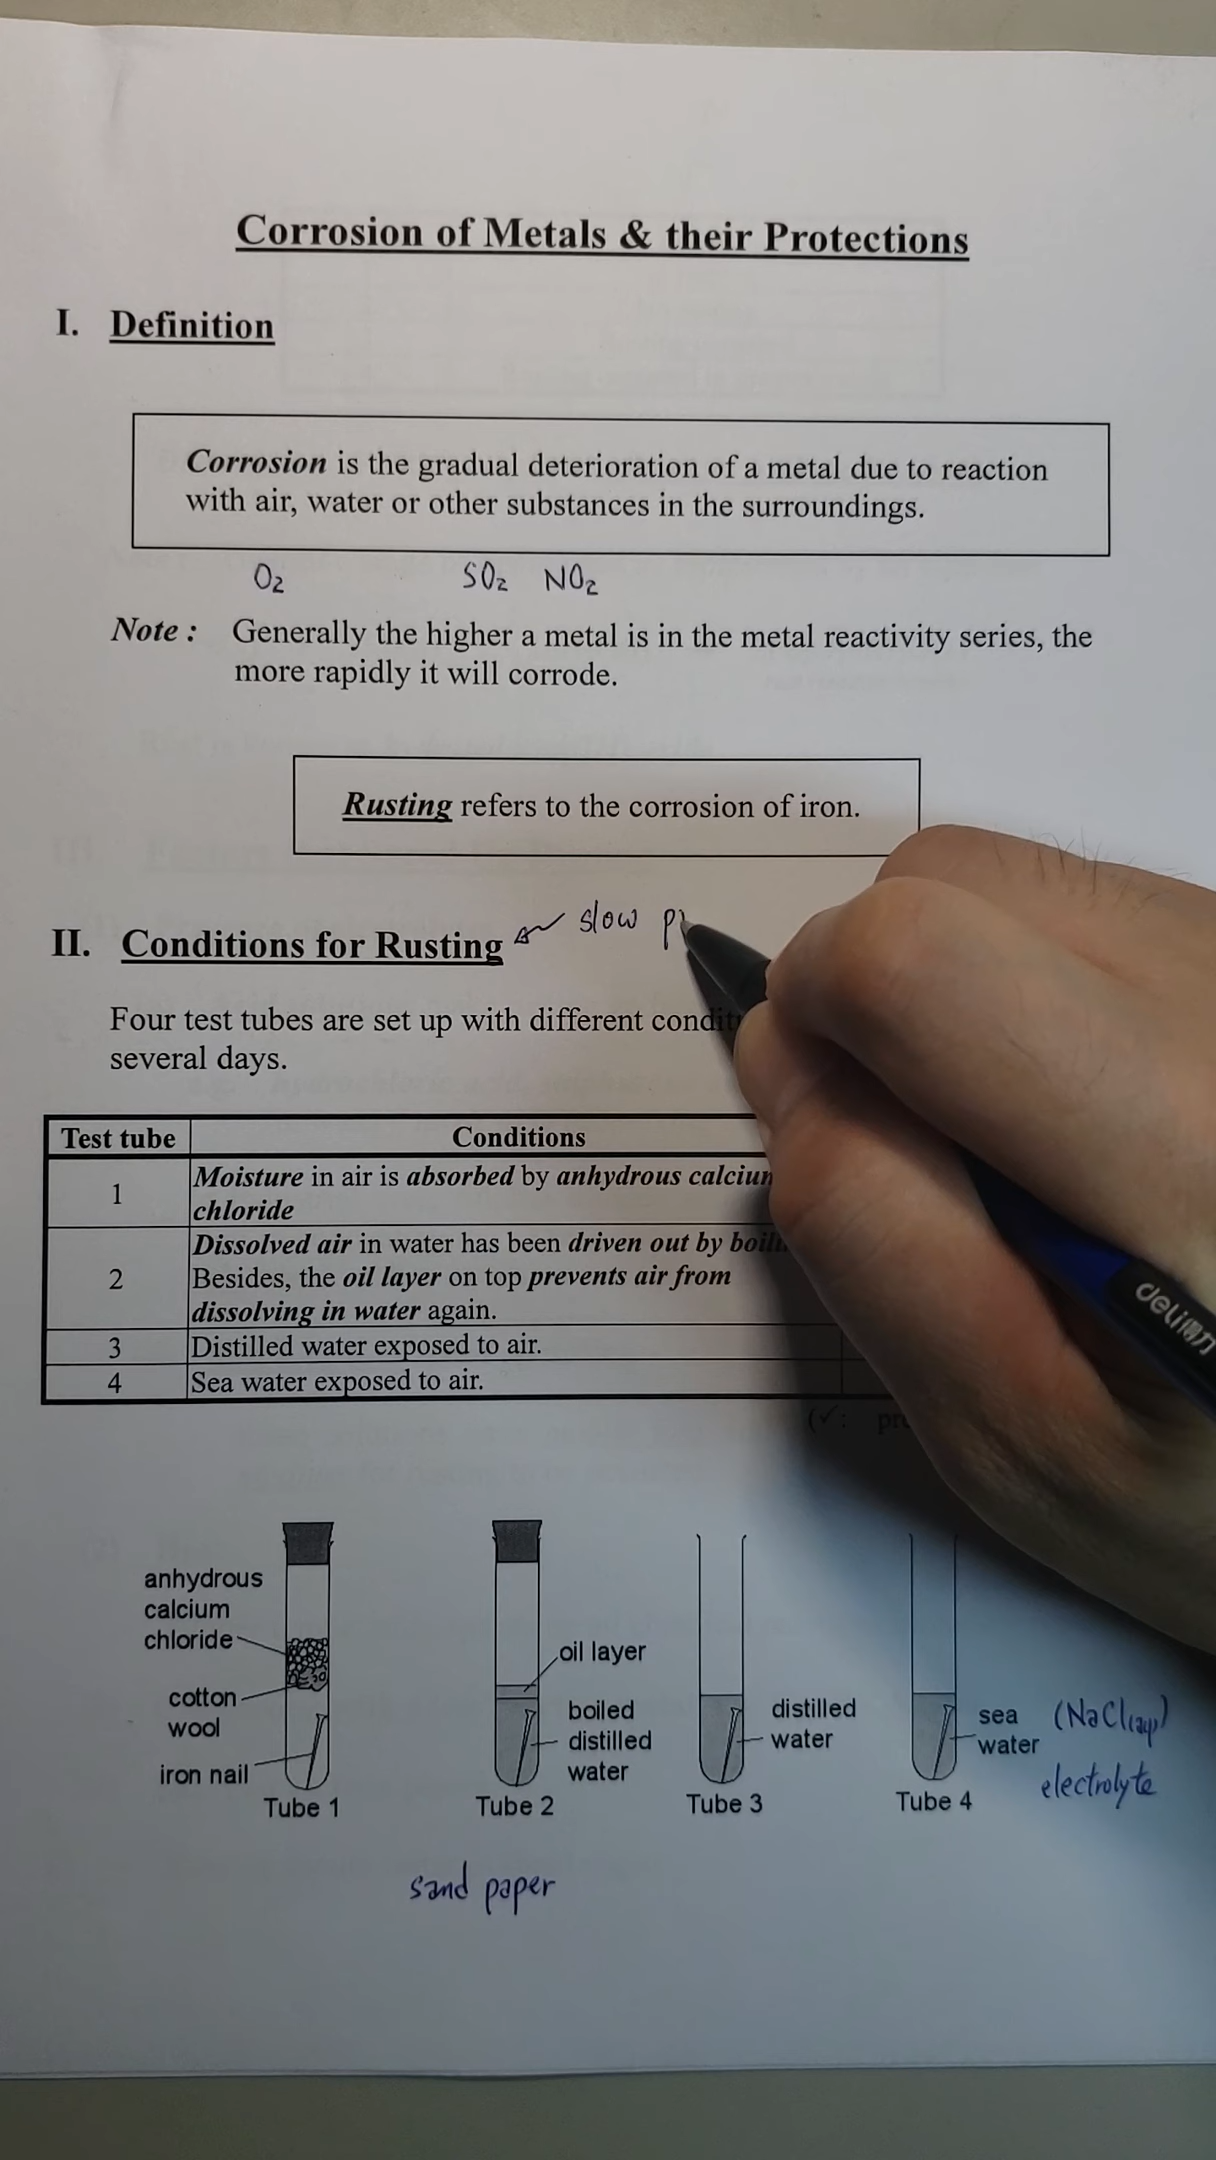 Corrosion of Metals & their Protections
I. Definition
Corrosion is the gradual deterioration of a metal due to reaction
with air, water or other substances in the surroundings.
O₂ SO₂ NO₂
Note : Generally the higher a metal is in the metal reactivity series, the
more rapidly it will corrode.
Rusting refers to the corrosion of iron.
slow
II. Conditions for Rusting
Four test tubes are set up with different
several days.
Test tube Conditions
1 Moisture in air is absorbed by anhydrous calcium
chloride
2 Dissolved air in water has been driven out by
Besides, the oil layer on top prevents air from
dissolving in water again.
3 Distilled water exposed to air.
4 Sea water exposed to air.
(✓:
anhydrous
calcium
chloride
cotton
wool
iron nail
Tube 1
oil layer
boiled
distilled
water
Tube 2
distilled
water
Tube 3
sea
water
(NaCl(aq))
electrolyte
Tube 4
sand paper
deli